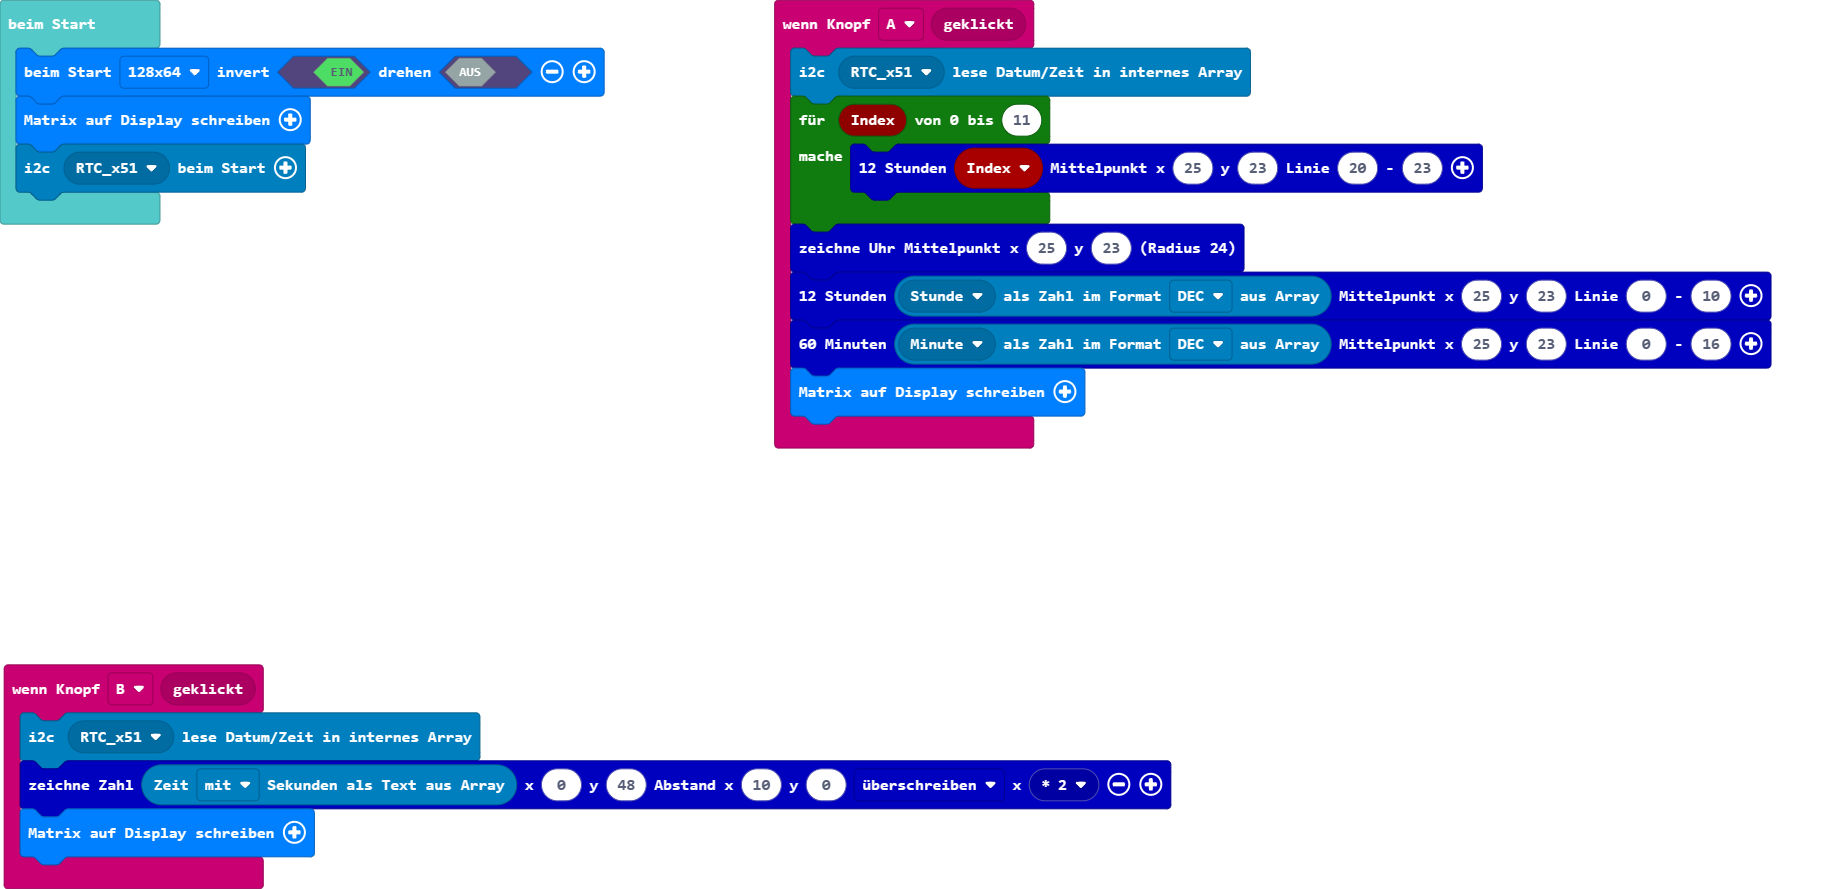 beim Start
beim Start 128x64 invert EIN drehen AUS
Matrix auf Display schreiben
i2c RTC_x51 beim Start
wenn Knopf A geklickt
i2c RTC_x51 lese Datum/Zeit in internes Array
für Index von 0 bis 11
mache
12 Stunden Index Mittelpunkt x 25 y 23 Linie 20 - 23
zeichne Uhr Mittelpunkt x 25 y 23 (Radius 24)
12 Stunden Stunde als Zahl im Format DEC aus Array Mittelpunkt x 25 y 23 Linie 0 - 10
60 Minuten Minute als Zahl im Format DEC aus Array Mittelpunkt x 25 y 23 Linie 0 - 16
Matrix auf Display schreiben
wenn Knopf B geklickt
i2c RTC_x51 lese Datum/Zeit in internes Array
zeichne Zahl Zeit mit Sekunden als Text aus Array x 0 y 48 Abstand x 10 y 0 überschreiben x * 2
Matrix auf Display schreiben